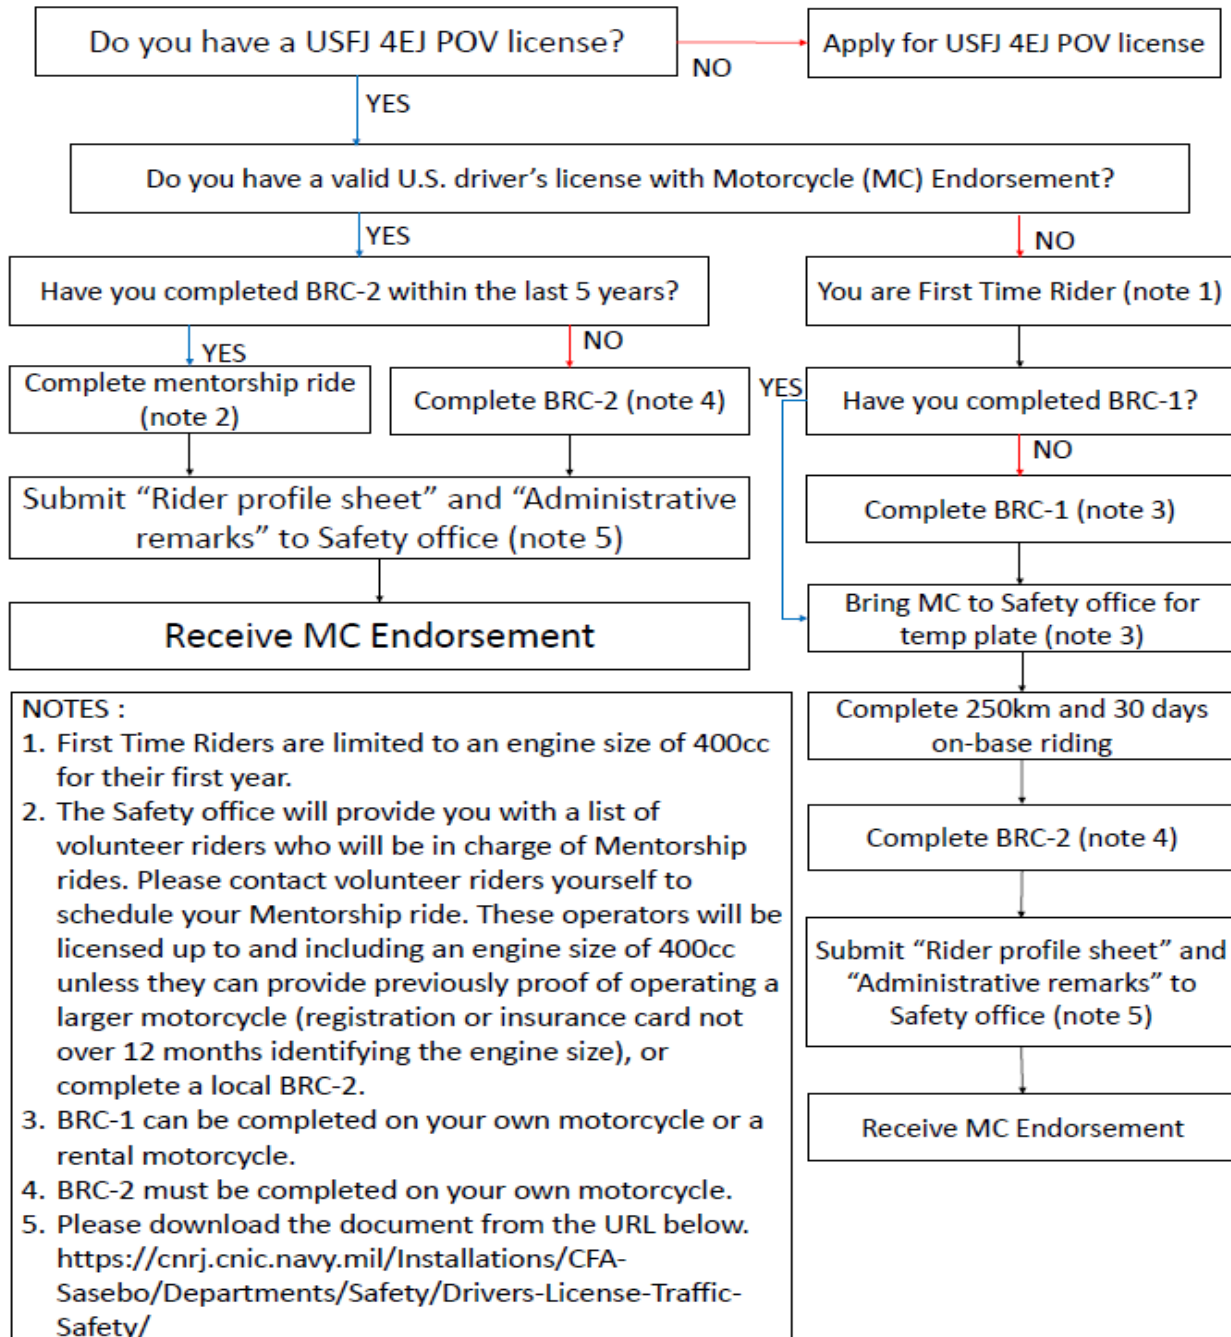 Do you have a USFJ 4EJ POV license?
NO
Apply for USFJ 4EJ POV license
YES
Do you have a valid U.S. driver's license with Motorcycle (MC) Endorsement?
YES
NO
Have you completed BRC-2 within the last 5 years?
You are First Time Rider (note 1)
YES
NO
Complete mentorship ride
(note 2)
Complete BRC-2 (note 4)
YES
Have you completed BRC-1?
NO
Submit “Rider profile sheet” and “Administrative
remarks” to Safety office (note 5)
Complete BRC-1 (note 3)
Receive MC Endorsement
Bring MC to Safety office for
temp plate (note 3)
Complete 250km and 30 days
on-base riding
Complete BRC-2 (note 4)
Submit “Rider profile sheet” and
“Administrative remarks” to
Safety office (note 5)
Receive MC Endorsement
NOTES :
1. First Time Riders are limited to an engine size of 400cc
for their first year.
2. The Safety office will provide you with a list of
volunteer riders who will be in charge of Mentorship
rides. Please contact volunteer riders yourself to
schedule your Mentorship ride. These operators will be
licensed up to and including an engine size of 400cc
unless they can provide previously proof of operating a
larger motorcycle (registration or insurance card not
over 12 months identifying the engine size), or
complete a local BRC-2.
3. BRC-1 can be completed on your own motorcycle or a
rental motorcycle.
4. BRC-2 must be completed on your own motorcycle.
5. Please download the document from the URL below.
https://cnrj.cnic.navy.mil/Installations/CFA-
Sasebo/Departments/Safety/Drivers-License-Traffic-
Safety/